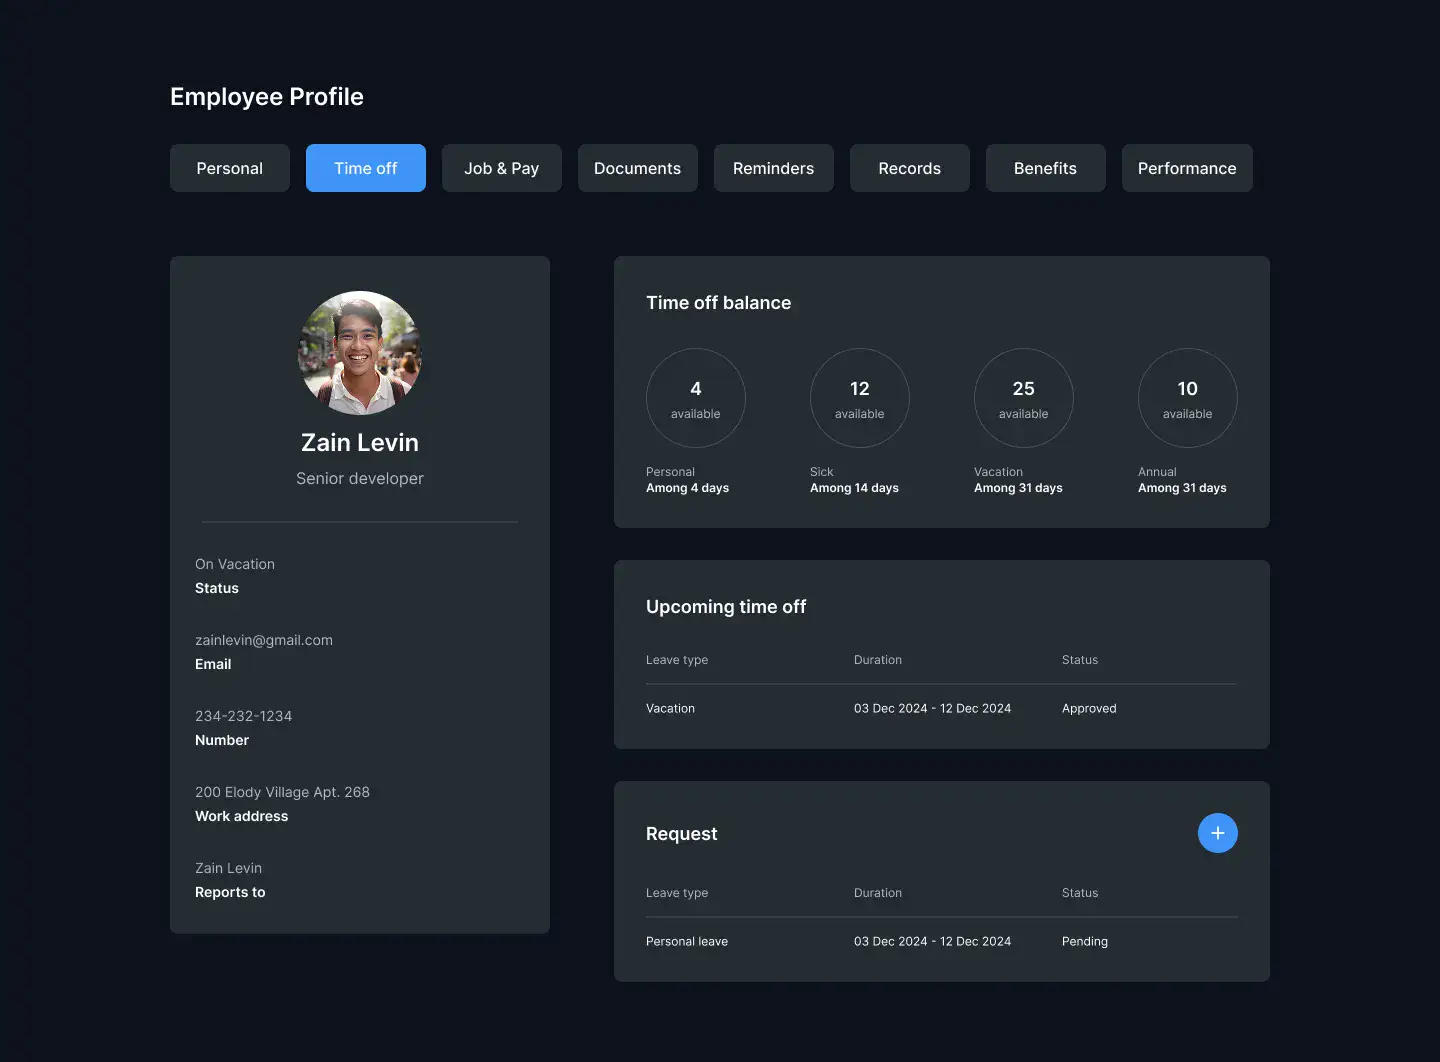 Employee Profile
Personal
Time off
Job & Pay
Documents
Reminders
Records
Benefits
Performance
Zain Levin
Senior developer
On Vacation
Status
zainlevin@gmail.com
Email
234-232-1234
Number
200 Elody Village Apt. 268
Work address
Zain Levin
Reports to
Time off balance
4
available
Personal
Among 4 days
12
available
Sick
Among 14 days
25
available
Vacation
Among 31 days
10
available
Annual
Among 31 days
Upcoming time off
Leave type Duration Status
Vacation 03 Dec 2024 - 12 Dec 2024 Approved
Request
Leave type Duration Status
Personal leave 03 Dec 2024 - 12 Dec 2024 Pending